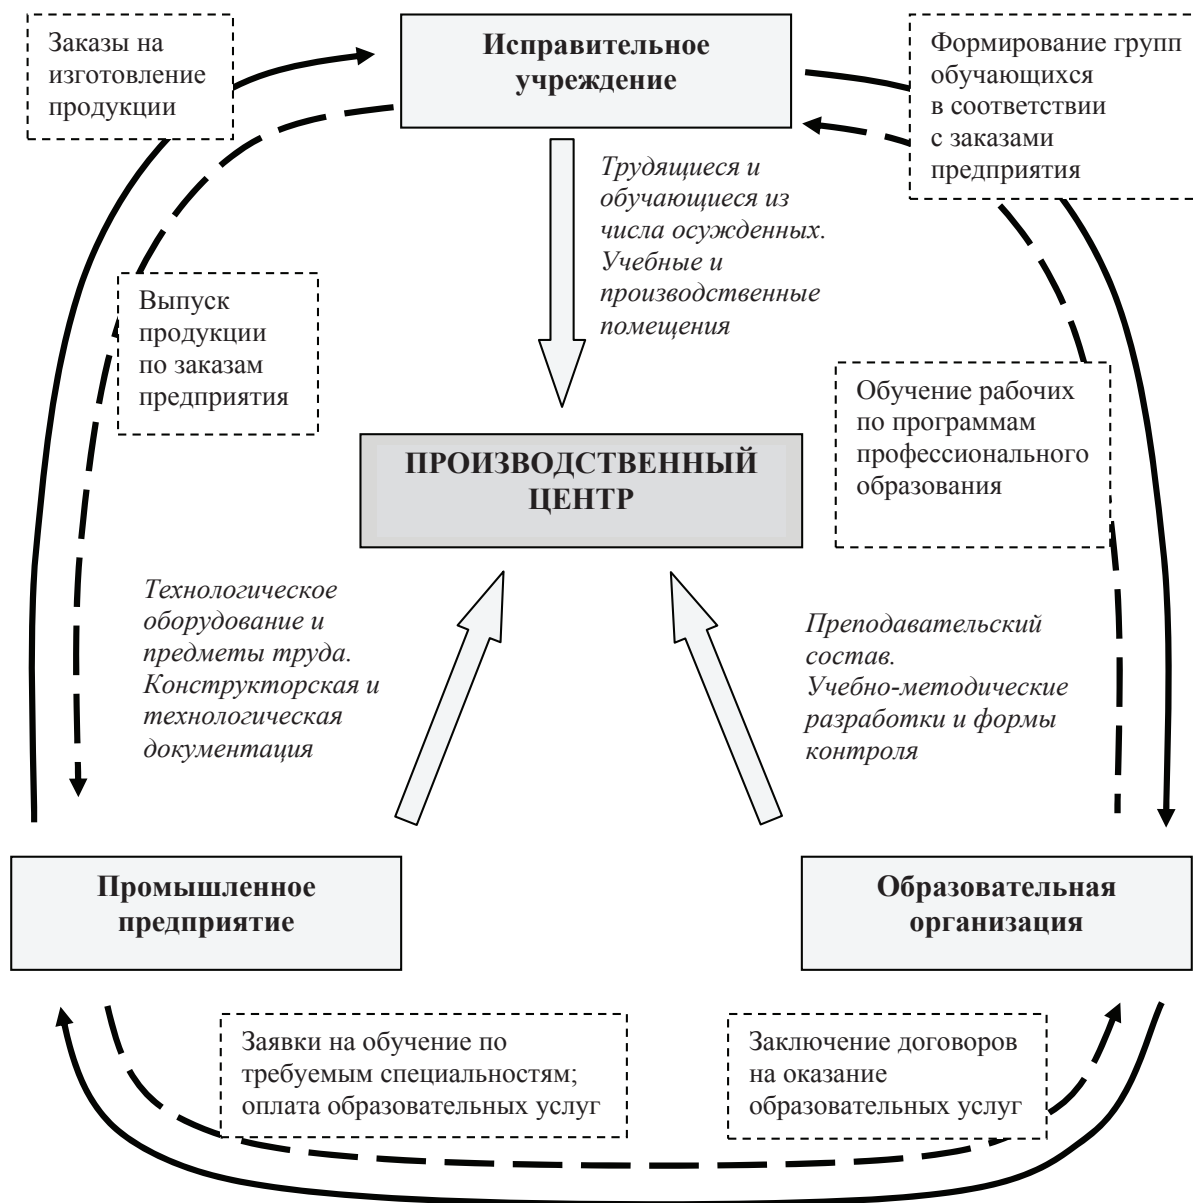 Заказы на
изготовление
продукции
Исправительное
учреждение
Формирование групп
обучающихся
в соответствии
с заказами
предприятия
Трудящиеся и
обучающиеся из
числа осужденных.
Учебные и
производственные
помещения
Выпуск
продукции
по заказам
предприятия
Обучение рабочих
по программам
профессионального
образования
ПРОИЗВОДСТВЕННЫЙ
ЦЕНТР
Технологическое
оборудование и
предметы труда.
Конструкторская и
технологическая
документация
Преподавательский
состав.
Учебно-методические
разработки и формы
контроля
Промышленное
предприятие
Образовательная
организация
Заявки на обучение по
требуемым специальностям;
оплата образовательных услуг
Заключение договоров
на оказание
образовательных услуг